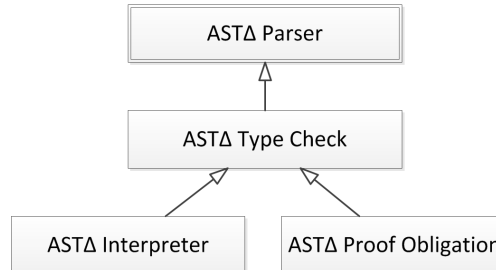 ASTΔ Parser
ASTΔ Type Check
ASTΔ Interpreter
ASTΔ Proof Obligation